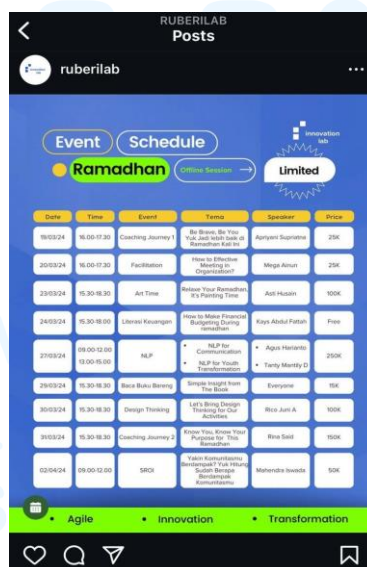 RUBERILAB
Posts
ruberilab
innovation
lab
Event Schedule
Ramadhan Offline Session → Limited
Date Time Event Tema Speaker Price
19/03/24 16.00-17.30 Coaching Journey 1 Be Brave, Be You Yuk Jadi lebih baik di Ramadhan Kali Ini Apriyani Supriatna 25K
20/03/24 16.00-17.30 Facilitation How to Effective Meeting in Organization? Mega Ainun 25K
23/03/24 15.30-18.30 Art Time Relaxe Your Ramadhan, It's Painting Time Asti Husain 100K
24/03/24 15.30-18.00 Literasi Keuangan How to Make Financial Budgeting During ramadhan Kays Abdul Fattah Free
27/03/24 09.00-12.00 13.00-15.00 NLP • NLP for Communication • NLP for Youth Transformation • Agus Harianto • Tanty Mantily D 250K
29/03/24 15.30-18.30 Baca Buku Bareng Simple Insight from The Book Everyone 15K
30/03/24 15.30-18.30 Design Thinking Let's Bring Design Thinking for Our Activities Rico Juni A 100K
31/03/24 15.30-18.30 Coaching Journey 2 Know You, Know Your Purpose for This Ramadhan Rina Said 150K
02/04/24 09.00-12.00 SROI Yakin Komunitasmu Berdampak? Yuk Hitung Sudah Berapa Berdampak Komunitasmu Mahendra Iswada 50K
• Agile • Innovation • Transformation